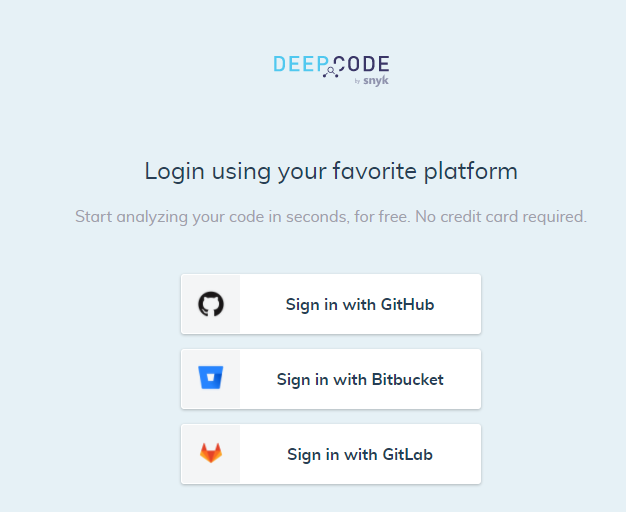 DEEPCODE
by snyk
Login using your favorite platform
Start analyzing your code in seconds, for free. No credit card required.
Sign in with GitHub
Sign in with Bitbucket
Sign in with GitLab